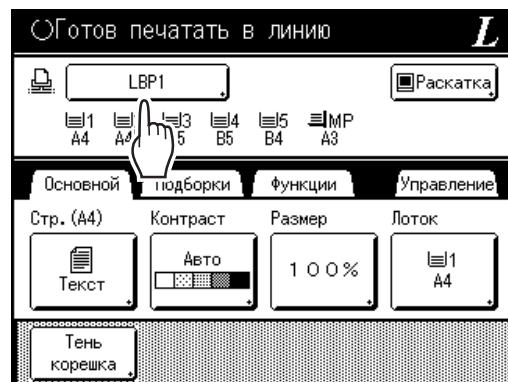 Готов печатать в линию L
LBP1 Раскатка
1 3 4 5 MP
A4 B5 B4 A3
Основной Подборки Функции Управление
Стр.(A4) Контраст Размер Лоток
Текст Авто 100% 1 A4
Тень корешка